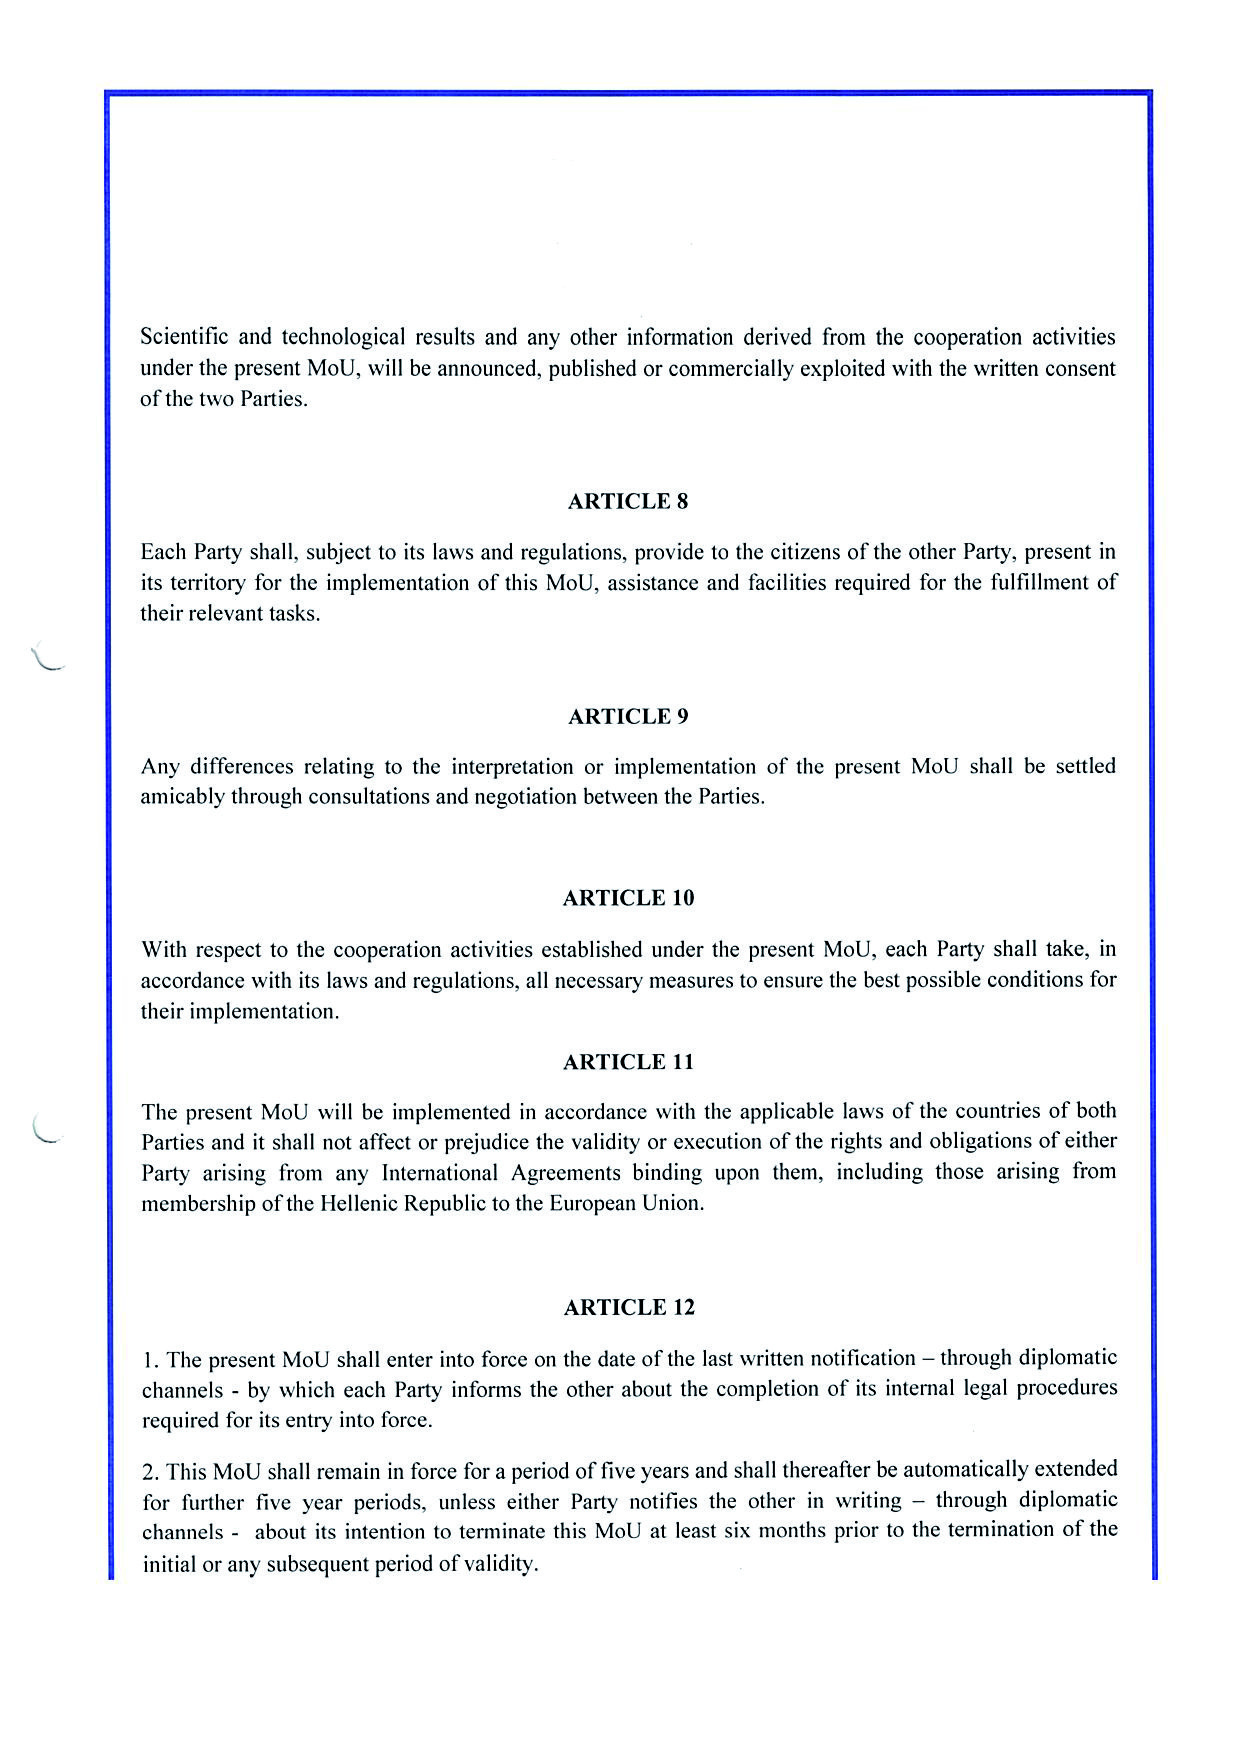 Scientific and technological results and any other information derived from the cooperation activities
under the present MoU, will be announced, published or commercially exploited with the written consent
of the two Parties.
ARTICLE 8
Each Party shall, subject to its laws and regulations, provide to the citizens of the other Party, present in
its territory for the implementation of this MoU, assistance and facilities required for the fulfillment of
their relevant tasks.
ARTICLE 9
Any differences relating to the interpretation or implementation of the present MoU shall be settled
amicably through consultations and negotiation between the Parties.
ARTICLE 10
With respect to the cooperation activities established under the present MoU, each Party shall take, in
accordance with its laws and regulations, all necessary measures to ensure the best possible conditions for
their implementation.
ARTICLE 11
The present MoU will be implemented in accordance with the applicable laws of the countries of both
Parties and it shall not affect or prejudice the validity or execution of the rights and obligations of either
Party arising from any International Agreements binding upon them, including those arising from
membership of the Hellenic Republic to the European Union.
ARTICLE 12
1. The present MoU shall enter into force on the date of the last written notification – through diplomatic
channels - by which each Party informs the other about the completion of its internal legal procedures
required for its entry into force.
2. This MoU shall remain in force for a period of five years and shall thereafter be automatically extended
for further five year periods, unless either Party notifies the other in writing – through diplomatic
channels - about its intention to terminate this MoU at least six months prior to the termination of the
initial or any subsequent period of validity.